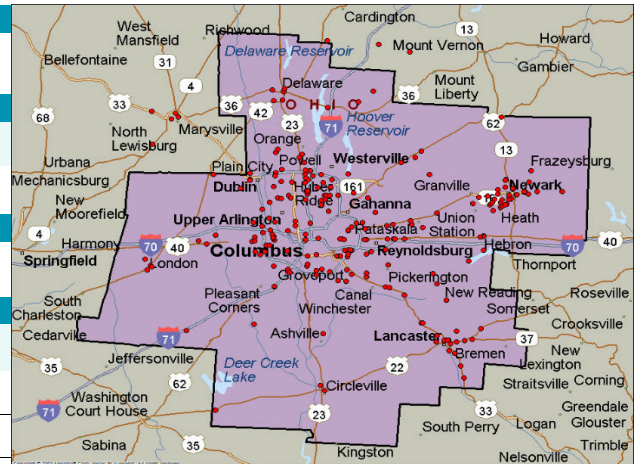 Cardington
West
Mansfield
Richwood
13
Howard
Delaware Reservoir
Mount Vernon
Bellefontaine
31
Gambier
4
Delaware
Mount
Liberty
33
36
42
O H I O
36
68
23
71
Hoover
Reservoir
62
North
Lewisburg
Marysville
13
Orange
Urbana
Plain City
Powell
Westerville
Frazeysburg
Mechanicsburg
Dublin
Hyber
Ridge
161
Granville
Newark
New
Moorefield
Gahanna
Upper Arlington
Union
Station
Heath
4
Harmony
70
40
Pataskala
Columbus
Reynoldsburg
Hebron
70
40
Springfield
London
Thornport
Groveport
Pickerington
South
Charleston
Pleasant
Corners
Canal
Winchester
New Reading
Roseville
Somerset
Cedarville
Crooksville
71
Ashville
Lancaster
37
35
Jeffersonville
Bremen
New
Lexington
Deer Creek
Lake
22
62
Circleville
Straitsville
Corning
71
Washington
Court House
23
33
Greendale
South Perry
Logan
Glouster
Sabina
35
Kingston
Trimble
Nelsonville